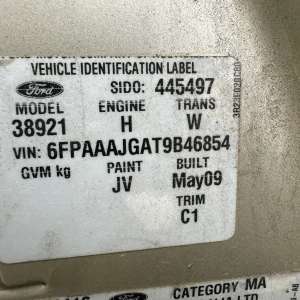 VEHICLE IDENTIFICATION LABEL
Ford SIDO: 445497
MODEL ENGINE TRANS
38921 H W
VIN: 6FPAAAJGAT9B46854
GVM kg PAINT BUILT
JV May09
TRIM
C1
Ford
CATEGORY MA